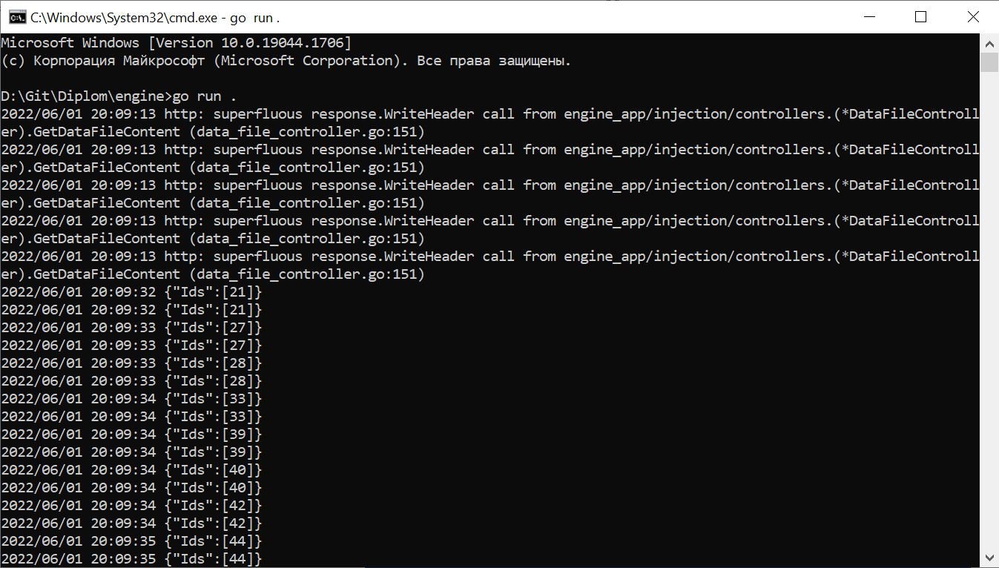 C:\Windows\System32\cmd.exe - go  run .
Microsoft Windows [Version 10.0.19044.1706]
(c) Корпорация Майкрософт (Microsoft Corporation). Все права защищены.
D:\Git\Diplom\engine>go run .
2022/06/01 20:09:13 http: superfluous response.WriteHeader call from engine_app/injection/controllers.(*DataFileControll
er).GetDataFileContent (data_file_controller.go:151)
2022/06/01 20:09:13 http: superfluous response.WriteHeader call from engine_app/injection/controllers.(*DataFileControll
er).GetDataFileContent (data_file_controller.go:151)
2022/06/01 20:09:13 http: superfluous response.WriteHeader call from engine_app/injection/controllers.(*DataFileControll
er).GetDataFileContent (data_file_controller.go:151)
2022/06/01 20:09:13 http: superfluous response.WriteHeader call from engine_app/injection/controllers.(*DataFileControll
er).GetDataFileContent (data_file_controller.go:151)
2022/06/01 20:09:13 http: superfluous response.WriteHeader call from engine_app/injection/controllers.(*DataFileControll
er).GetDataFileContent (data_file_controller.go:151)
2022/06/01 20:09:32 {"Ids":[21]}
2022/06/01 20:09:32 {"Ids":[21]}
2022/06/01 20:09:33 {"Ids":[27]}
2022/06/01 20:09:33 {"Ids":[27]}
2022/06/01 20:09:33 {"Ids":[28]}
2022/06/01 20:09:33 {"Ids":[28]}
2022/06/01 20:09:34 {"Ids":[33]}
2022/06/01 20:09:34 {"Ids":[33]}
2022/06/01 20:09:34 {"Ids":[39]}
2022/06/01 20:09:34 {"Ids":[39]}
2022/06/01 20:09:34 {"Ids":[40]}
2022/06/01 20:09:34 {"Ids":[40]}
2022/06/01 20:09:34 {"Ids":[42]}
2022/06/01 20:09:34 {"Ids":[42]}
2022/06/01 20:09:35 {"Ids":[44]}
2022/06/01 20:09:35 {"Ids":[44]}